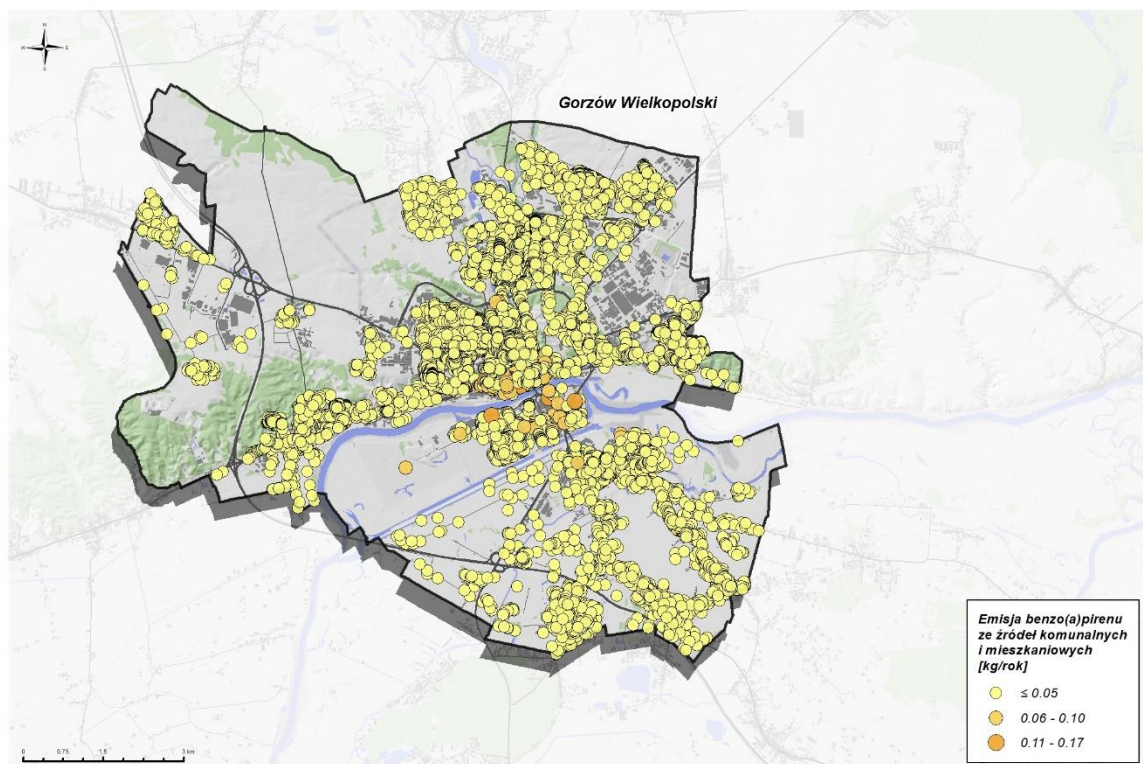 N
W E
S
Gorzów Wielkopolski
Emisja benzo(a)pirenu
ze źródeł komunalnych
i mieszkaniowych
[kg/rok]
≤ 0.05
0.06 - 0.10
0.11 - 0.17
0 0.75 1.5 3 km